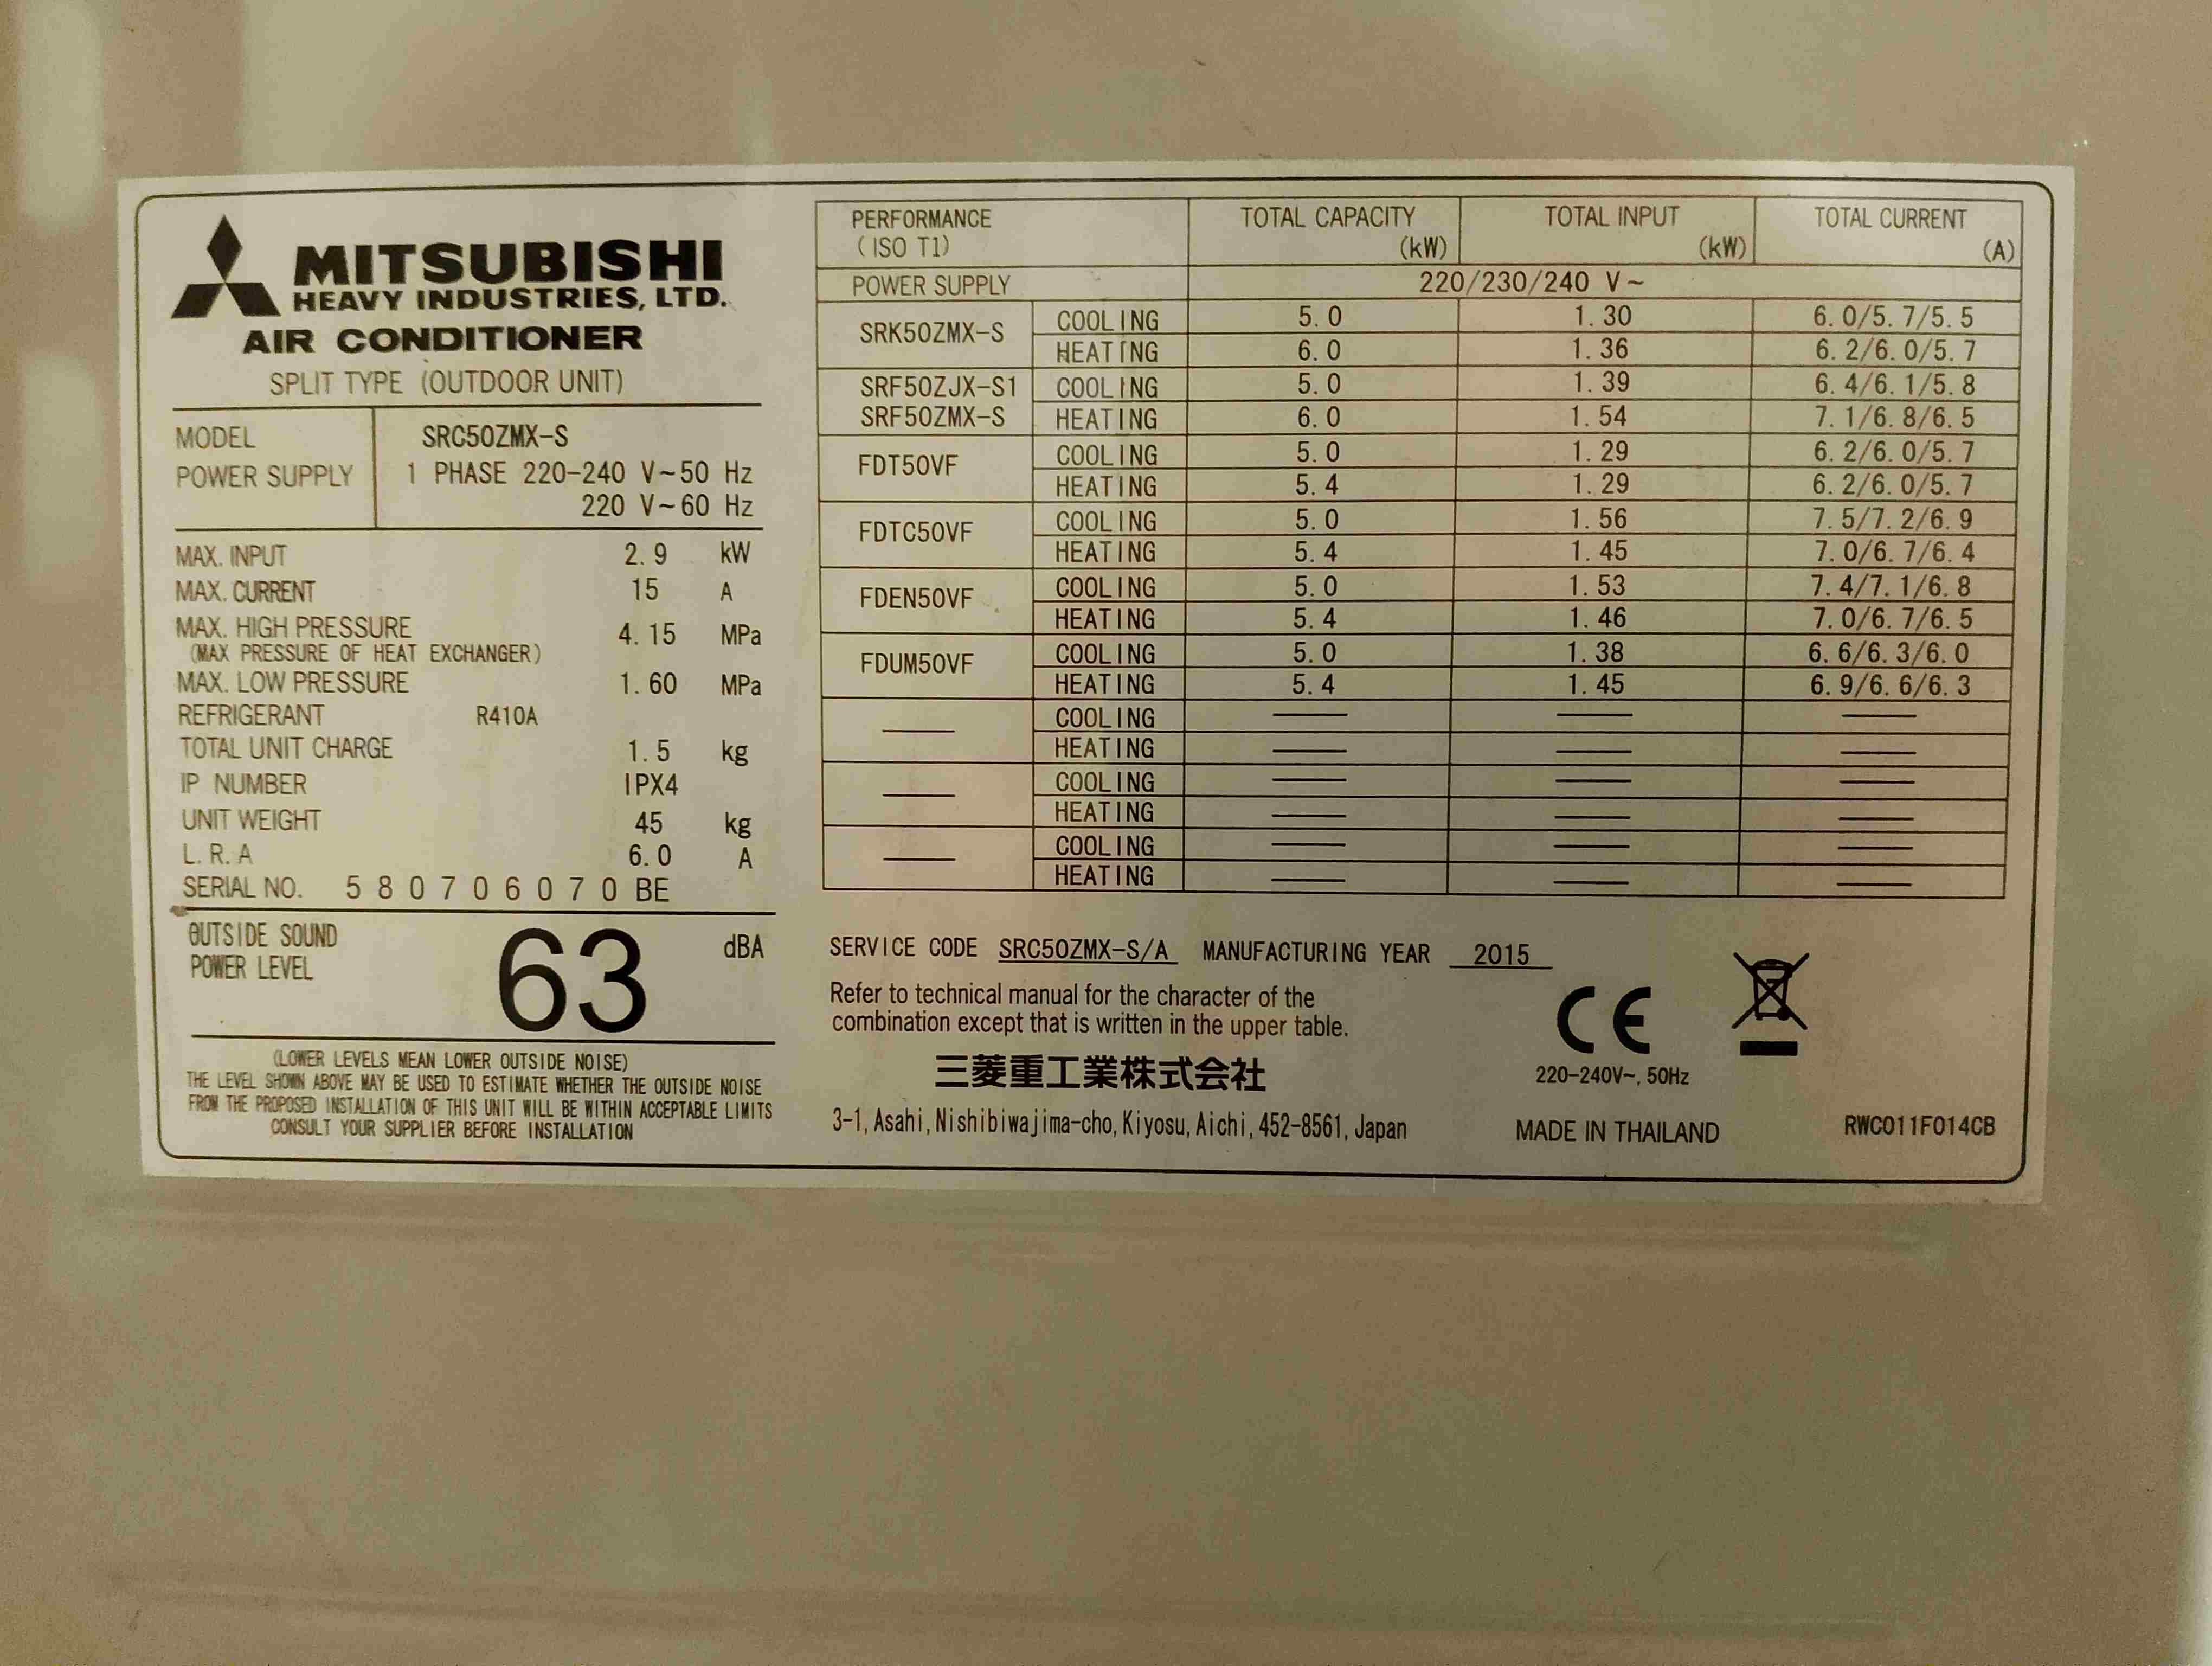 MITSUBISHI
HEAVY INDUSTRIES, LTD.
AIR CONDITIONER
SPLIT TYPE (OUTDOOR UNIT)
MODEL SRC50ZMX-S
POWER SUPPLY 1 PHASE 220-240 V~50 Hz
220 V~60 Hz
MAX. INPUT 2.9 kW
MAX. CURRENT 15 A
MAX. HIGH PRESSURE 4.15 MPa
(MAX PRESSURE OF HEAT EXCHANGER)
MAX. LOW PRESSURE 1.60 MPa
REFRIGERANT R410A
TOTAL UNIT CHARGE 1.5 kg
IP NUMBER IPX4
UNIT WEIGHT 45 kg
L.R.A 6.0 A
SERIAL NO. 580706070BE
OUTSIDE SOUND
POWER LEVEL 63 dBA
(LOWER LEVELS MEAN LOWER OUTSIDE NOISE)
THE LEVEL SHOWN ABOVE MAY BE USED TO ESTIMATE WHETHER THE OUTSIDE NOISE
FROM THE PROPOSED INSTALLATION OF THIS UNIT WILL BE WITHIN ACCEPTABLE LIMITS
CONSULT YOUR SUPPLIER BEFORE INSTALLATION
PERFORMANCE TOTAL CAPACITY TOTAL INPUT TOTAL CURRENT
(ISO T1) (kW) (kW) (A)
POWER SUPPLY 220/230/240 V~
SRK50ZMX-S COOLING 5.0 1.30 6.0/5.7/5.5
HEATING 6.0 1.36 6.2/6.0/5.7
SRF50ZJX-S1 COOLING 5.0 1.39 6.4/6.1/5.8
SRF50ZMX-S HEATING 6.0 1.54 7.1/6.8/6.5
FDT50VF COOLING 5.0 1.29 6.2/6.0/5.7
HEATING 5.4 1.29 6.2/6.0/5.7
FDTC50VF COOLING 5.0 1.56 7.5/7.2/6.9
HEATING 5.4 1.45 7.0/6.7/6.4
FDEN50VF COOLING 5.0 1.53 7.4/7.1/6.8
HEATING 5.4 1.46 7.0/6.7/6.5
FDUM50VF COOLING 5.0 1.38 6.6/6.3/6.0
HEATING 5.4 1.45 6.9/6.6/6.3
— COOLING — — —
HEATING — — —
— COOLING — — —
HEATING — — —
— COOLING — — —
HEATING — — —
SERVICE CODE SRC50ZMX-S/A MANUFACTURING YEAR 2015
Refer to technical manual for the character of the
combination except that is written in the upper table.
三菱重工業株式会社
3-1, Asahi, Nishibiwajima-cho, Kiyosu, Aichi, 452-8561, Japan
CE
220-240V~, 50Hz
MADE IN THAILAND
RWC011F014CB